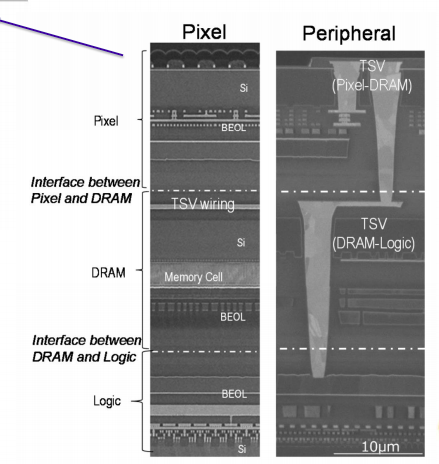 Pixel
Peripheral
TSV
(Pixel-DRAM)
Si
Pixel
BEOL
Interface between
Pixel and DRAM
TSV wiring
TSV
(DRAM-Logic)
Si
DRAM
Memory Cell
BEOL
Interface between
DRAM and Logic
BEOL
Logic
Si
10μm